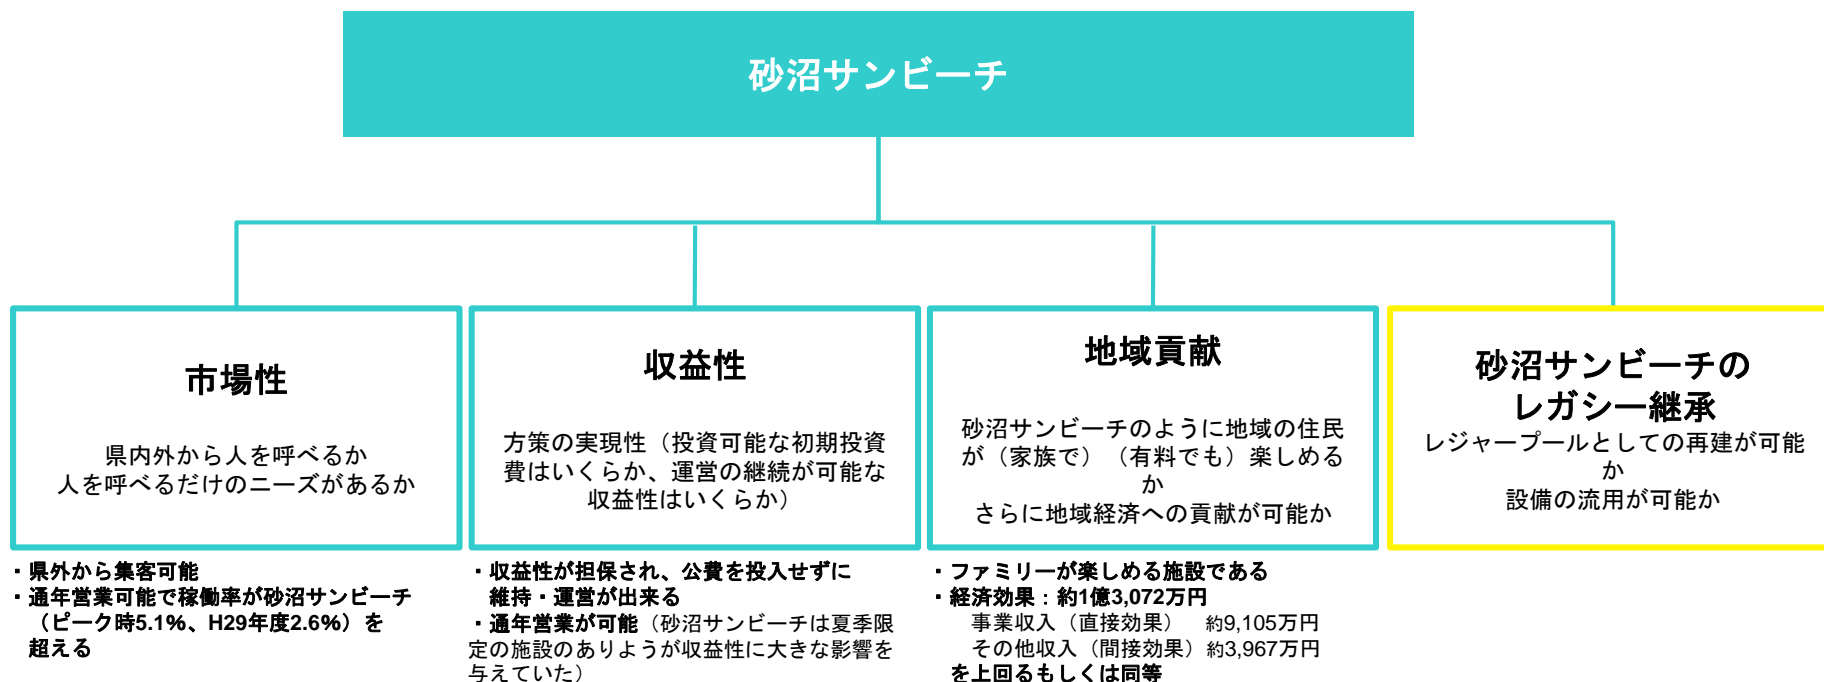 砂沼サンビーチ
市場性
県内外から人を呼べるか
人を呼べるだけのニーズがあるか
・県外から集客可能
・通年営業可能で稼働率が砂沼サンビーチ
（ピーク時5.1%、H29年度2.6%）を
超える
収益性
方策の実現性（投資可能な初期投資
費はいくらか、運営の継続が可能な
収益性はいくらか）
・収益性が担保され、公費を投入せずに
維持・運営が出来る
・通年営業が可能（砂沼サンビーチは夏季限
定の施設のありようが収益性に大きな影響を
与えていた）
地域貢献
砂沼サンビーチのように地域の住民
が（家族で）（有料でも）楽しめる
か
さらに地域経済への貢献が可能か
・ファミリーが楽しめる施設である
・経済効果：約1億3,072万円
事業収入（直接効果）　約9,105万円
その他収入（間接効果）約3,967万円
を上回るもしくは同等
砂沼サンビーチの
レガシー継承
レジャープールとしての再建が可能
か
設備の流用が可能か